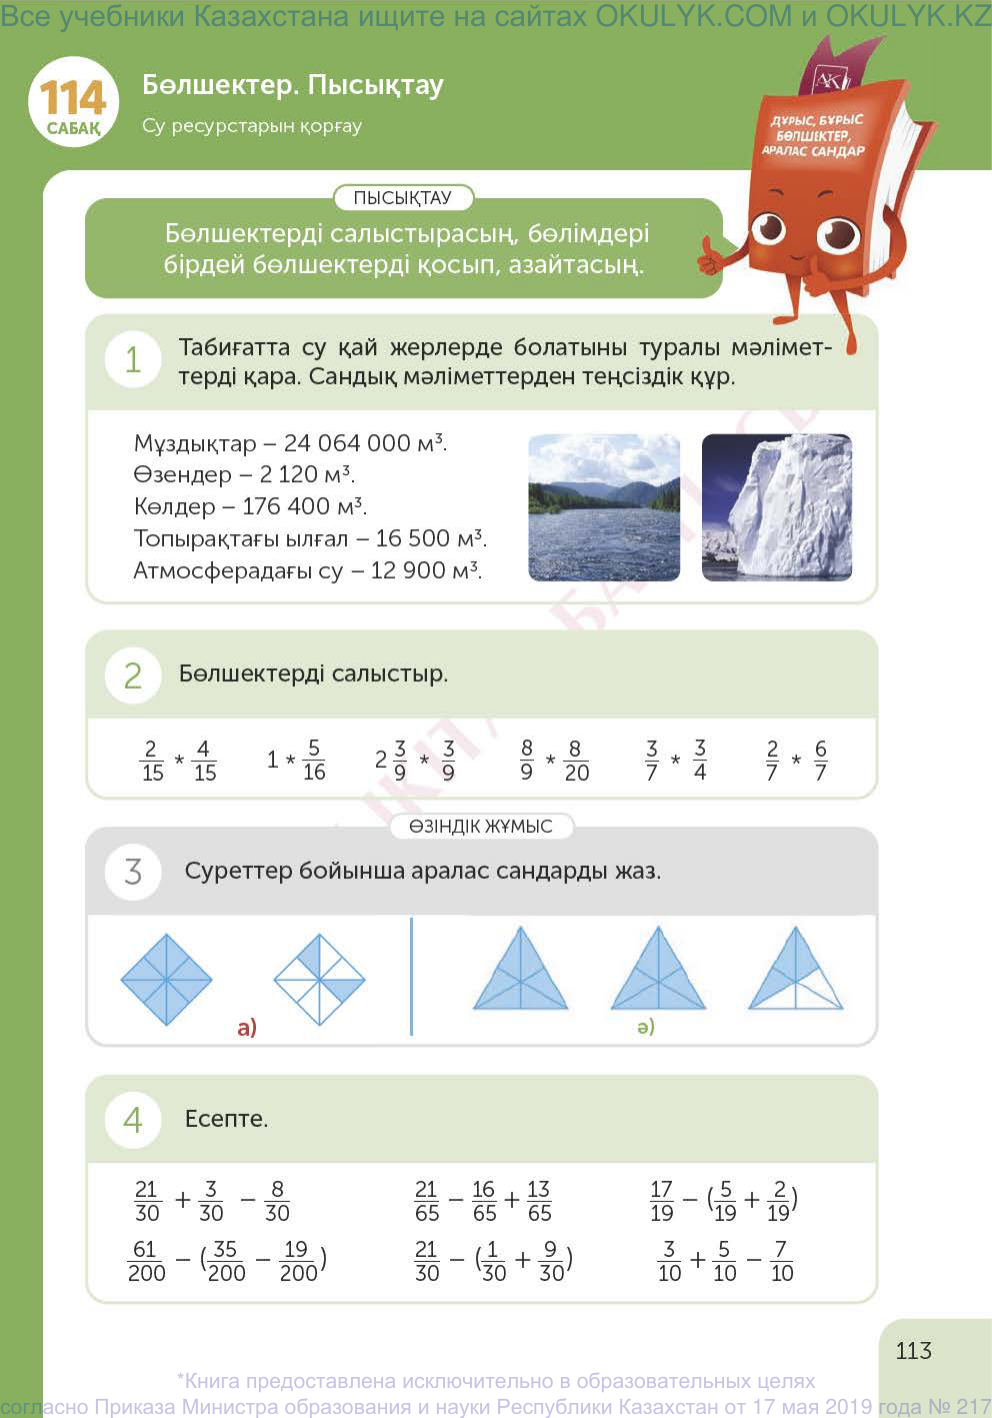 Все учебники Казахстана ищите на сайтах OKULYK.COM и OKULYK.KZ
114
САБАҚ
Бөлшектер. Пысықтау
Су ресурстарын қорғау
ДҰРЫС, БҰРЫС
БӨЛШЕКТЕР,
АРАЛАС САНДАР
ПЫСЫҚТАУ
Бөлшектерді салыстырасың, бөлімдері
бірдей бөлшектерді қосып, азайтасың.
1
Табиғатта су қай жерлерде болатыны туралы мәлімет-
терді қара. Сандық мәліметтерден теңсіздік құр.
Мұздықтар – 24 064 000 м³.
Өзендер – 2 120 м³.
Көлдер – 176 400 м³.
Топырақтағы ылғал – 16 500 м³.
Атмосферадағы су – 12 900 м³.
2
Бөлшектерді салыстыр.
2/15 * 4/15 1 * 5/16 2 3/9 * 3/9 8/9 * 8/20 3/7 * 3/4 2/7 * 6/7
ӨЗІНДІК ЖҰМЫС
3
Суреттер бойынша аралас сандарды жаз.
а)
ә)
4
Есепте.
21/30 + 3/30 – 8/30 21/65 – 16/65 + 13/65 17/19 – (5/19 + 2/19)
61/200 – (35/200 – 19/200) 21/30 – (1/30 + 9/30) 3/10 + 5/10 – 7/10
113
*Книга предоставлена исключительно в образовательных целях
согласно Приказа Министра образования и науки Республики Казахстан от 17 мая 2019 года № 217